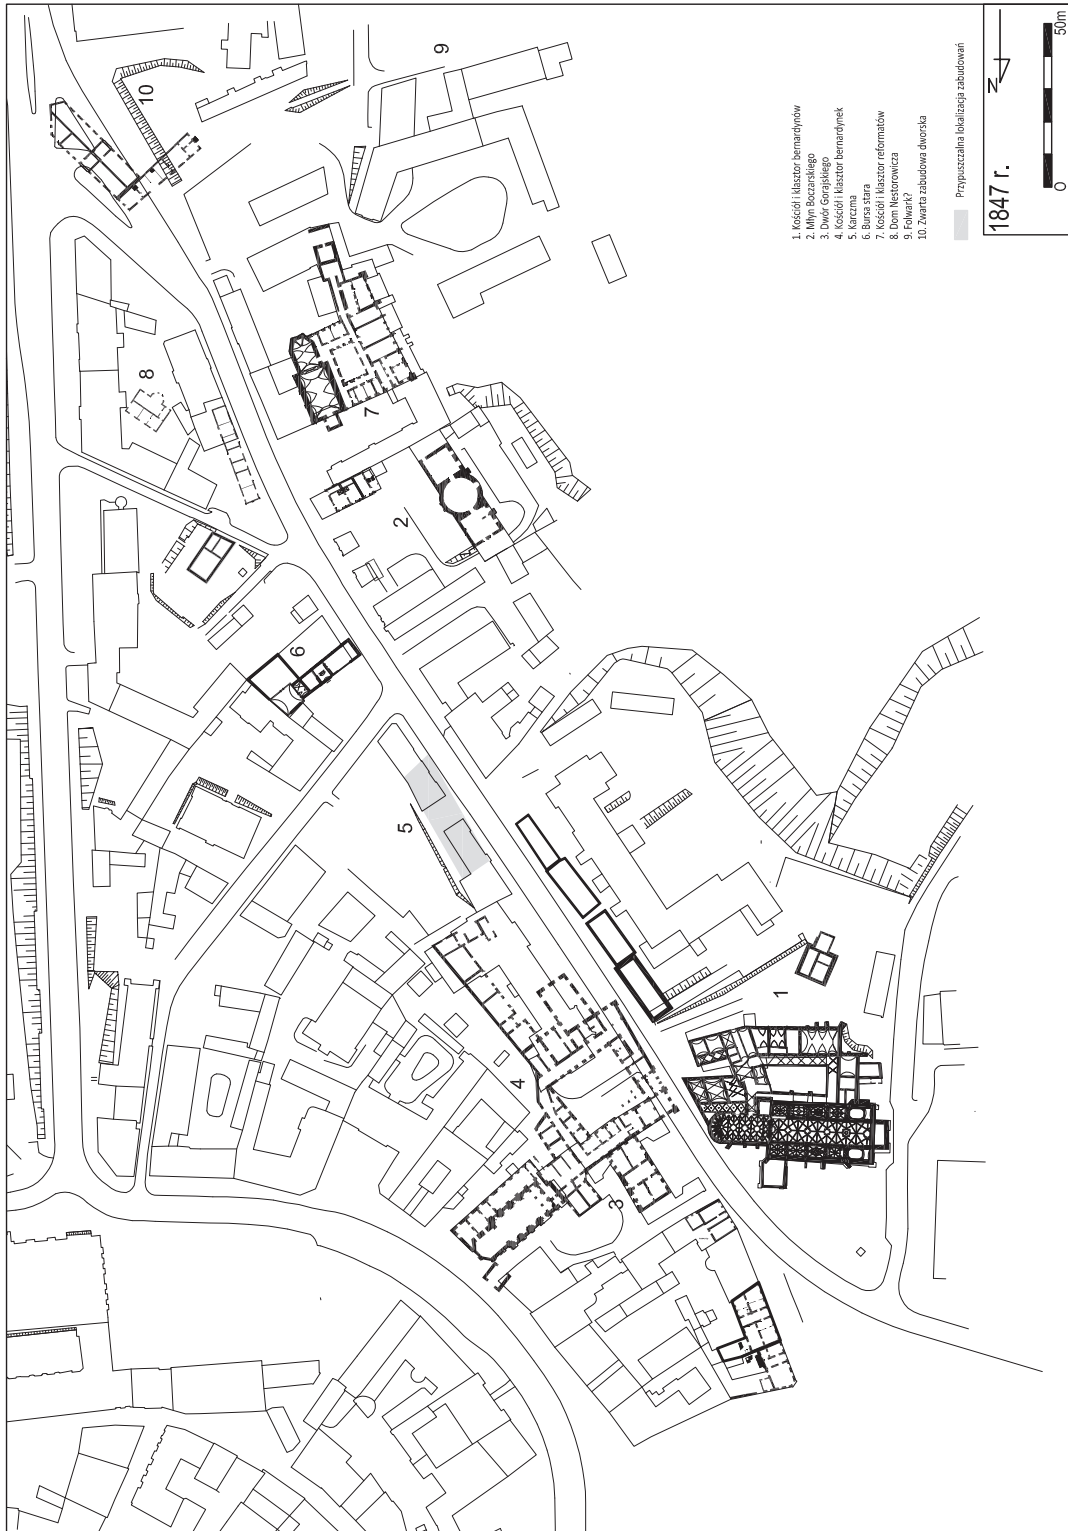 1847 r.
N
0
50m
1. Kościół i klasztor bernardynów
2. Młyn Boczarskiego
3. Dwór Gorajskiego
4. Kościół i klasztor bernardynek
5. Karczma
6. Bursa stara
7. Kościół i klasztor reformatów
8. Dom Nestorowicza
9. Folwark?
10. Zwarta zabudowa dworska
Przypuszczalna lokalizacja zabudowań
10
9
8
7
2
6
5
4
3
1